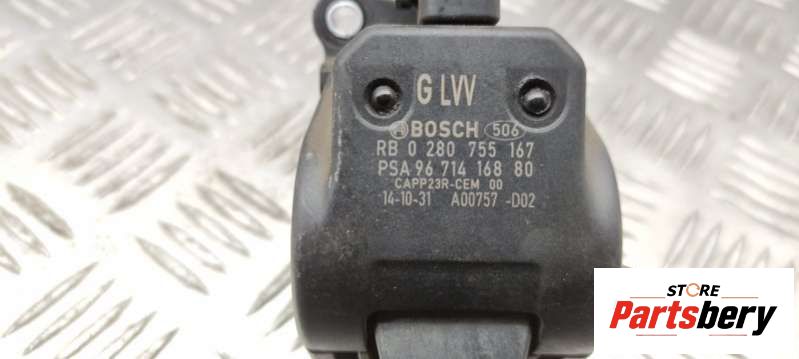 G LW
BOSCH 506
RB 0 280 755 167
PSA 96 714 168 80
CAPP23R-CEM 00
14-10-31 A00757 -D02
STORE
Partsbery